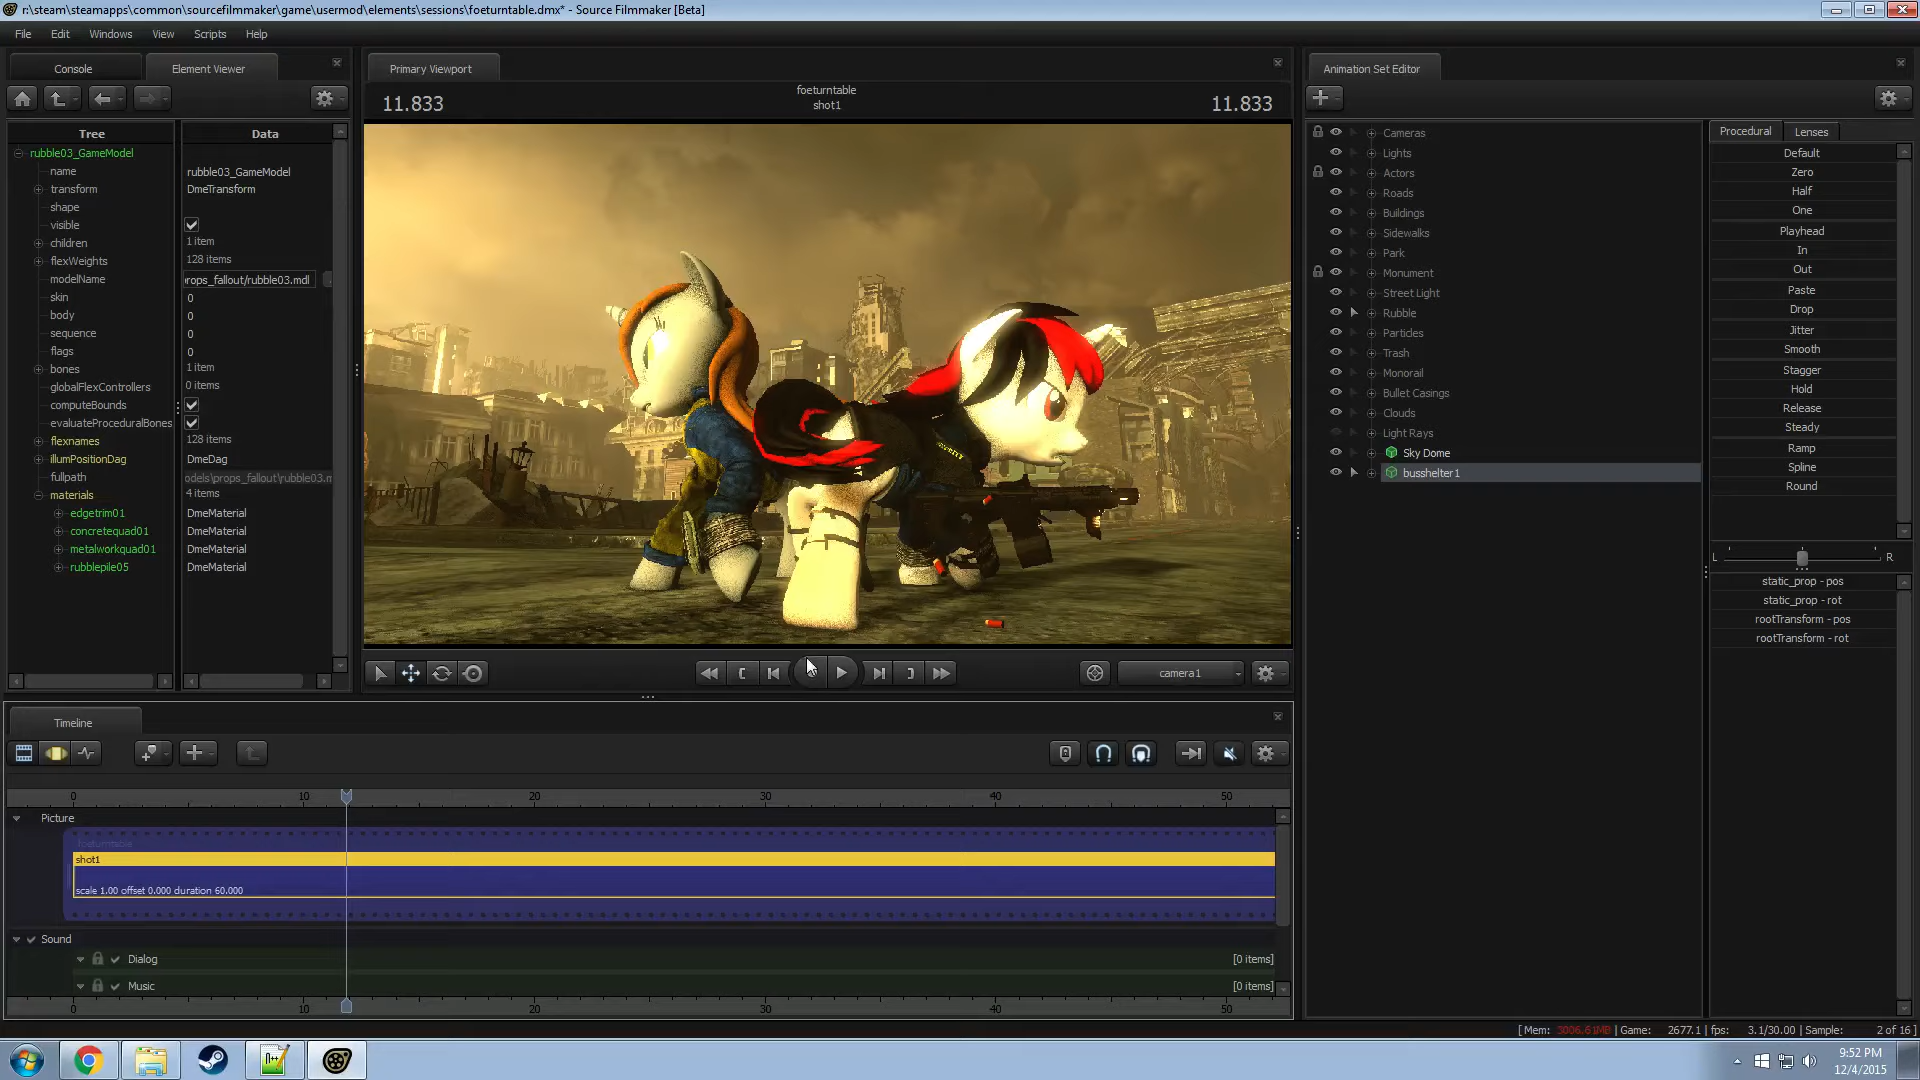 r:\steam\steamapps\common\sourcefilmmaker\game\usermod\elements\sessions\foeturntable.dmx* - Source Filmmaker [Beta]
File Edit Windows View Scripts Help
Console Element Viewer
Tree Data
rubble03_GameModel
name rubble03_GameModel
transform DmeTransform
shape
visible
children 1 item
flexWeights 128 items
modelName props_fallout/rubble03.mdl
skin 0
body 0
sequence 0
flags 0
bones 1 item
globalFlexControllers 0 items
computeBounds
evaluateProceduralBones
flexnames 128 items
illumPositionDag DmeDag
fullpath odels\props_fallout\rubble03.m
materials 4 items
edgetrim01 DmeMaterial
concretequad01 DmeMaterial
metalworkquad01 DmeMaterial
rubblepile05 DmeMaterial
Primary Viewport
11.833 foeturntable 11.833
shot1
SECURITY
camera1
Animation Set Editor
Cameras
Lights
Actors
Roads
Buildings
Sidewalks
Park
Monument
Street Light
Rubble
Particles
Trash
Monorail
Bullet Casings
Clouds
Light Rays
Sky Dome
busshelter1
Procedural Lenses
Default
Zero
Half
One
Playhead
In
Out
Paste
Drop
Jitter
Smooth
Stagger
Hold
Release
Steady
Ramp
Spline
Round
L R
static_prop - pos
static_prop - rot
rootTransform - pos
rootTransform - rot
Timeline
0 10 20 30 40 50
Picture
foeturntable
shot1
scale 1.00 offset 0.000 duration 60.000
Sound
Dialog [0 items]
Music [0 items]
0 10 20 30 40 50
[ Mem: 3006.61MB | Game: 2677.1 | fps: 3.1/30.00 | Sample: 2 of 16 ]
9:52 PM
12/4/2015